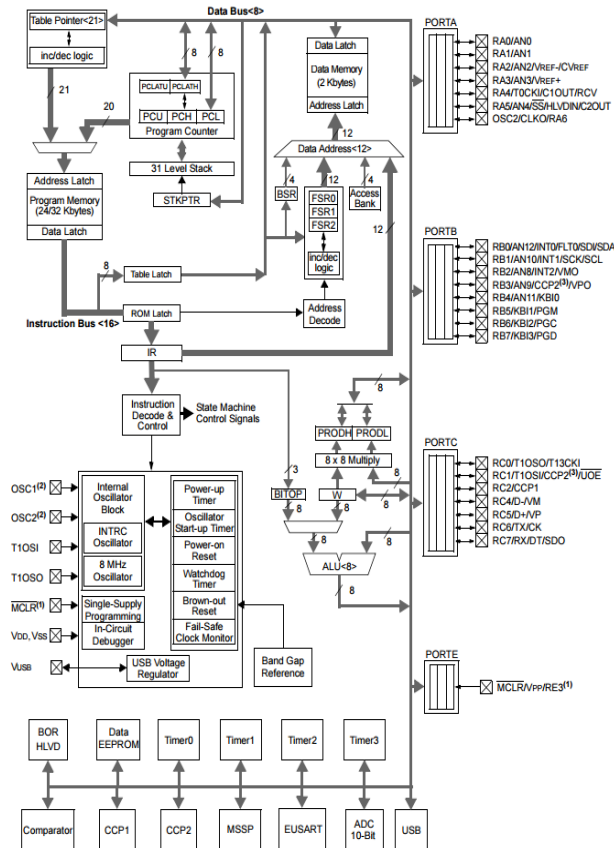 Data Bus<8>
Table Pointer<21>
inc/dec logic
21
20
8
8
PCLATU PCLATH
PCU PCH PCL
Program Counter
31 Level Stack
STKPTR
Address Latch
Program Memory
(24/32 Kbytes)
Data Latch
8
Table Latch
Instruction Bus <16>
ROM Latch
IR
8
Data Latch
Data Memory
(2 Kbytes)
Address Latch
12
Data Address<12>
4
12
4
BSR
FSR0
FSR1
FSR2
inc/dec
logic
Access
Bank
12
Address
Decode
Instruction
Decode &
Control
State Machine
Control Signals
8
PRODH PRODL
8 x 8 Multiply
3
8
BITOP
W
8
8
8
8
8
ALU<8>
8
OSC1(2)
OSC2(2)
T1OSI
T1OSO
MCLR(1)
VDD, VSS
VUSB
Internal
Oscillator
Block
INTRC
Oscillator
8 MHz
Oscillator
Single-Supply
Programming
In-Circuit
Debugger
Power-up
Timer
Oscillator
Start-up Timer
Power-on
Reset
Watchdog
Timer
Brown-out
Reset
Fail-Safe
Clock Monitor
USB Voltage
Regulator
Band Gap
Reference
PORTA
RA0/AN0
RA1/AN1
RA2/AN2/VREF-/CVREF
RA3/AN3/VREF+
RA4/T0CKI/C1OUT/RCV
RA5/AN4/SS/HLVDIN/C2OUT
OSC2/CLKO/RA6
PORTB
RB0/AN12/INT0/FLT0/SDI/SDA
RB1/AN10/INT1/SCK/SCL
RB2/AN8/INT2/VMO
RB3/AN9/CCP2(3)/VPO
RB4/AN11/KBI0
RB5/KBI1/PGM
RB6/KBI2/PGC
RB7/KBI3/PGD
PORTC
RC0/T1OSO/T13CKI
RC1/T1OSI/CCP2(3)/UOE
RC2/CCP1
RC4/D-/VM
RC5/D+/VP
RC6/TX/CK
RC7/RX/DT/SDO
PORTE
MCLR/VPP/RE3(1)
BOR
HLVD
Data
EEPROM
Timer0
Timer1
Timer2
Timer3
Comparator
CCP1
CCP2
MSSP
EUSART
ADC
10-Bit
USB